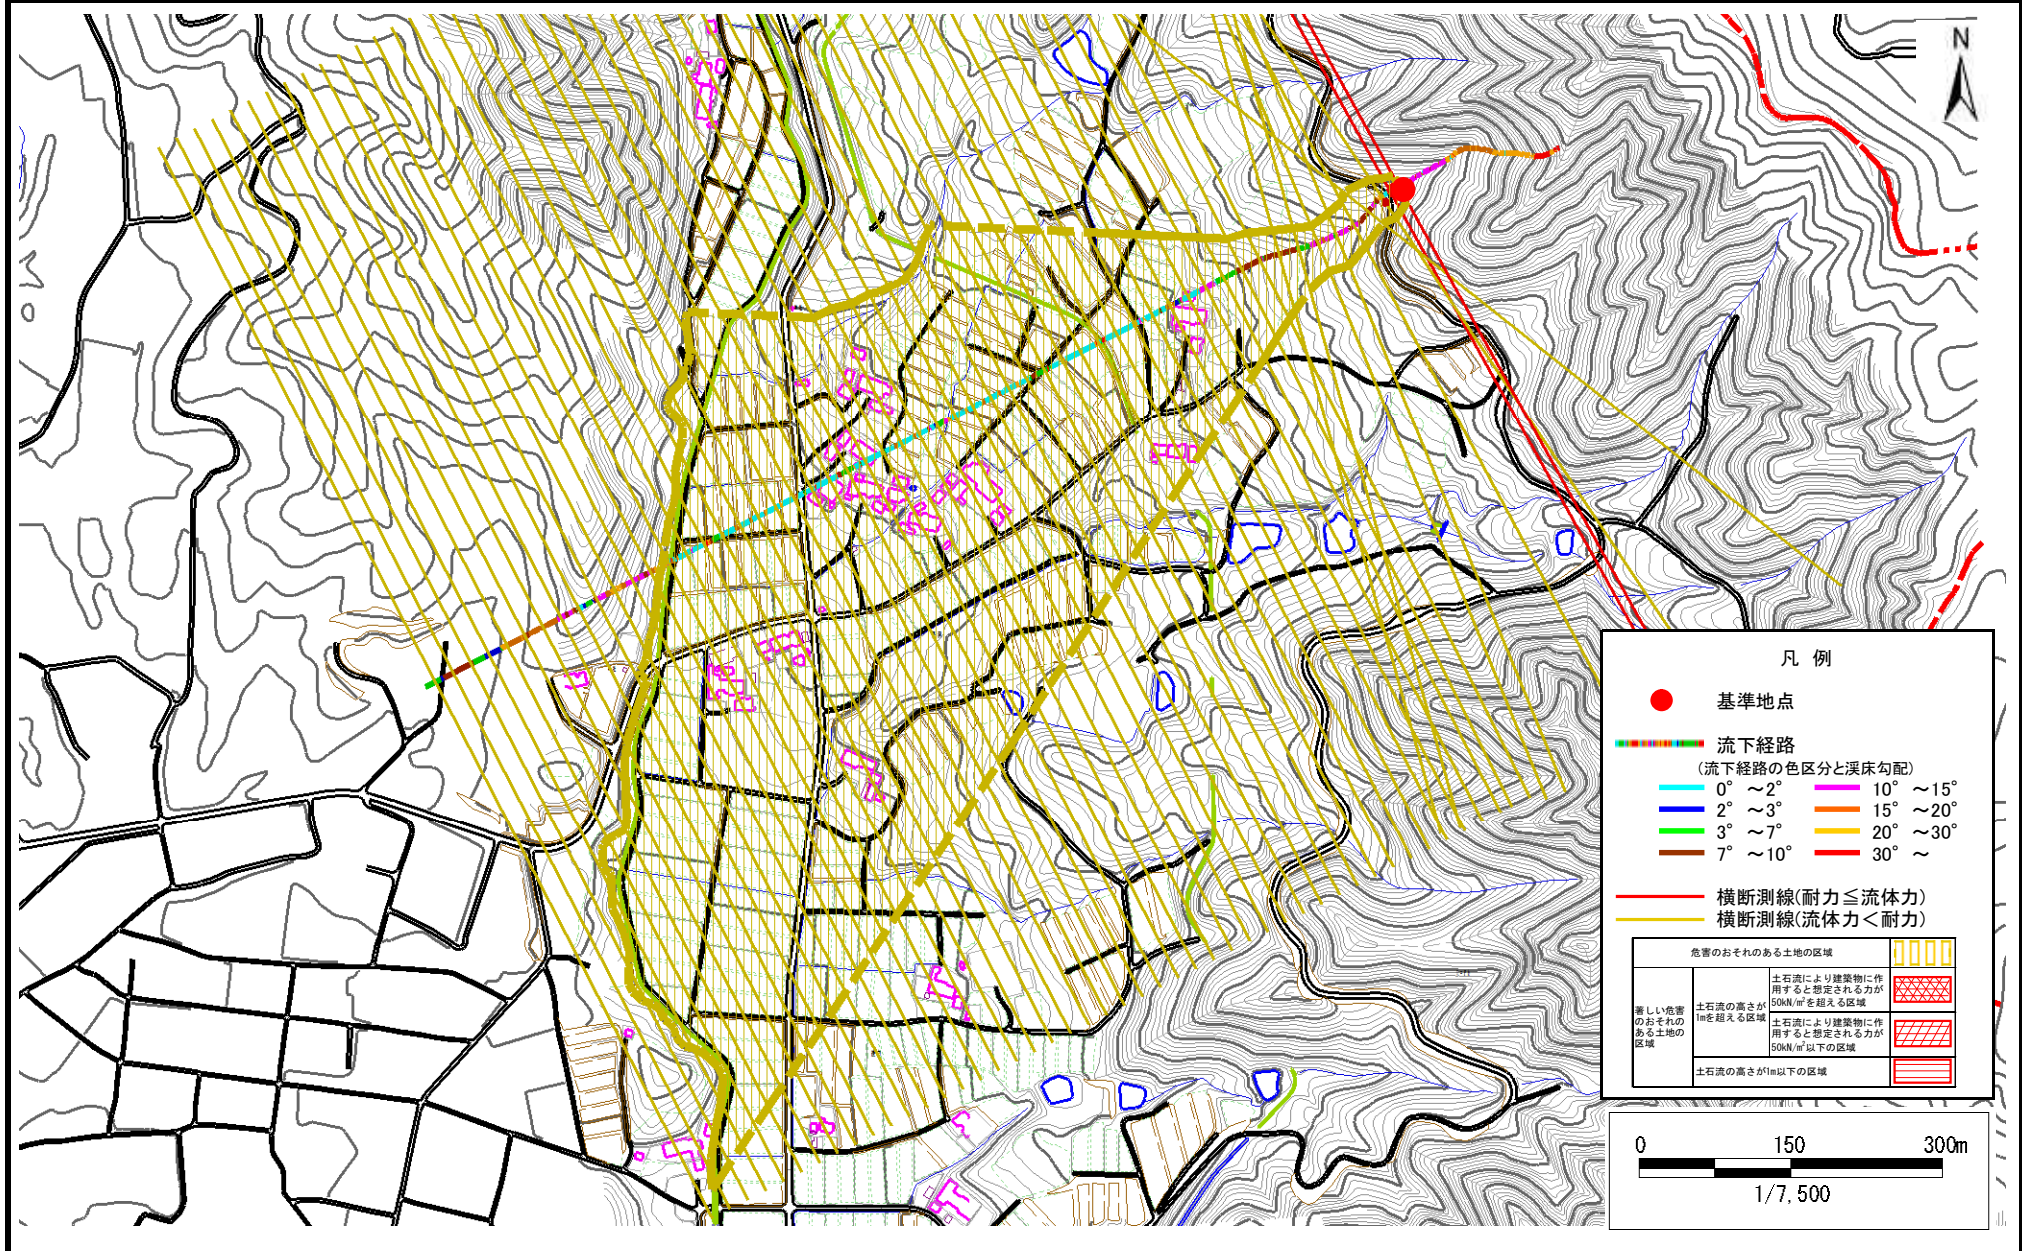 N
凡 例
基準地点
流下経路
(流下経路の色区分と渓床勾配)
0° ～2° 10° ～15°
2° ～3° 15° ～20°
3° ～7° 20° ～30°
7° ～10° 30° ～
横断測線(耐力≦流体力)
横断測線(流体力＜耐力)
危害のおそれのある土地の区域
著しい危害
のおそれの
ある土地の
区域
土石流の高さが
1mを超える区域
土石流により建築物に作
用すると想定される力が
50kN/m²を超える区域
土石流により建築物に作
用すると想定される力が
50kN/m²以下の区域
土石流の高さが1m以下の区域
0 150 300m
1/7,500